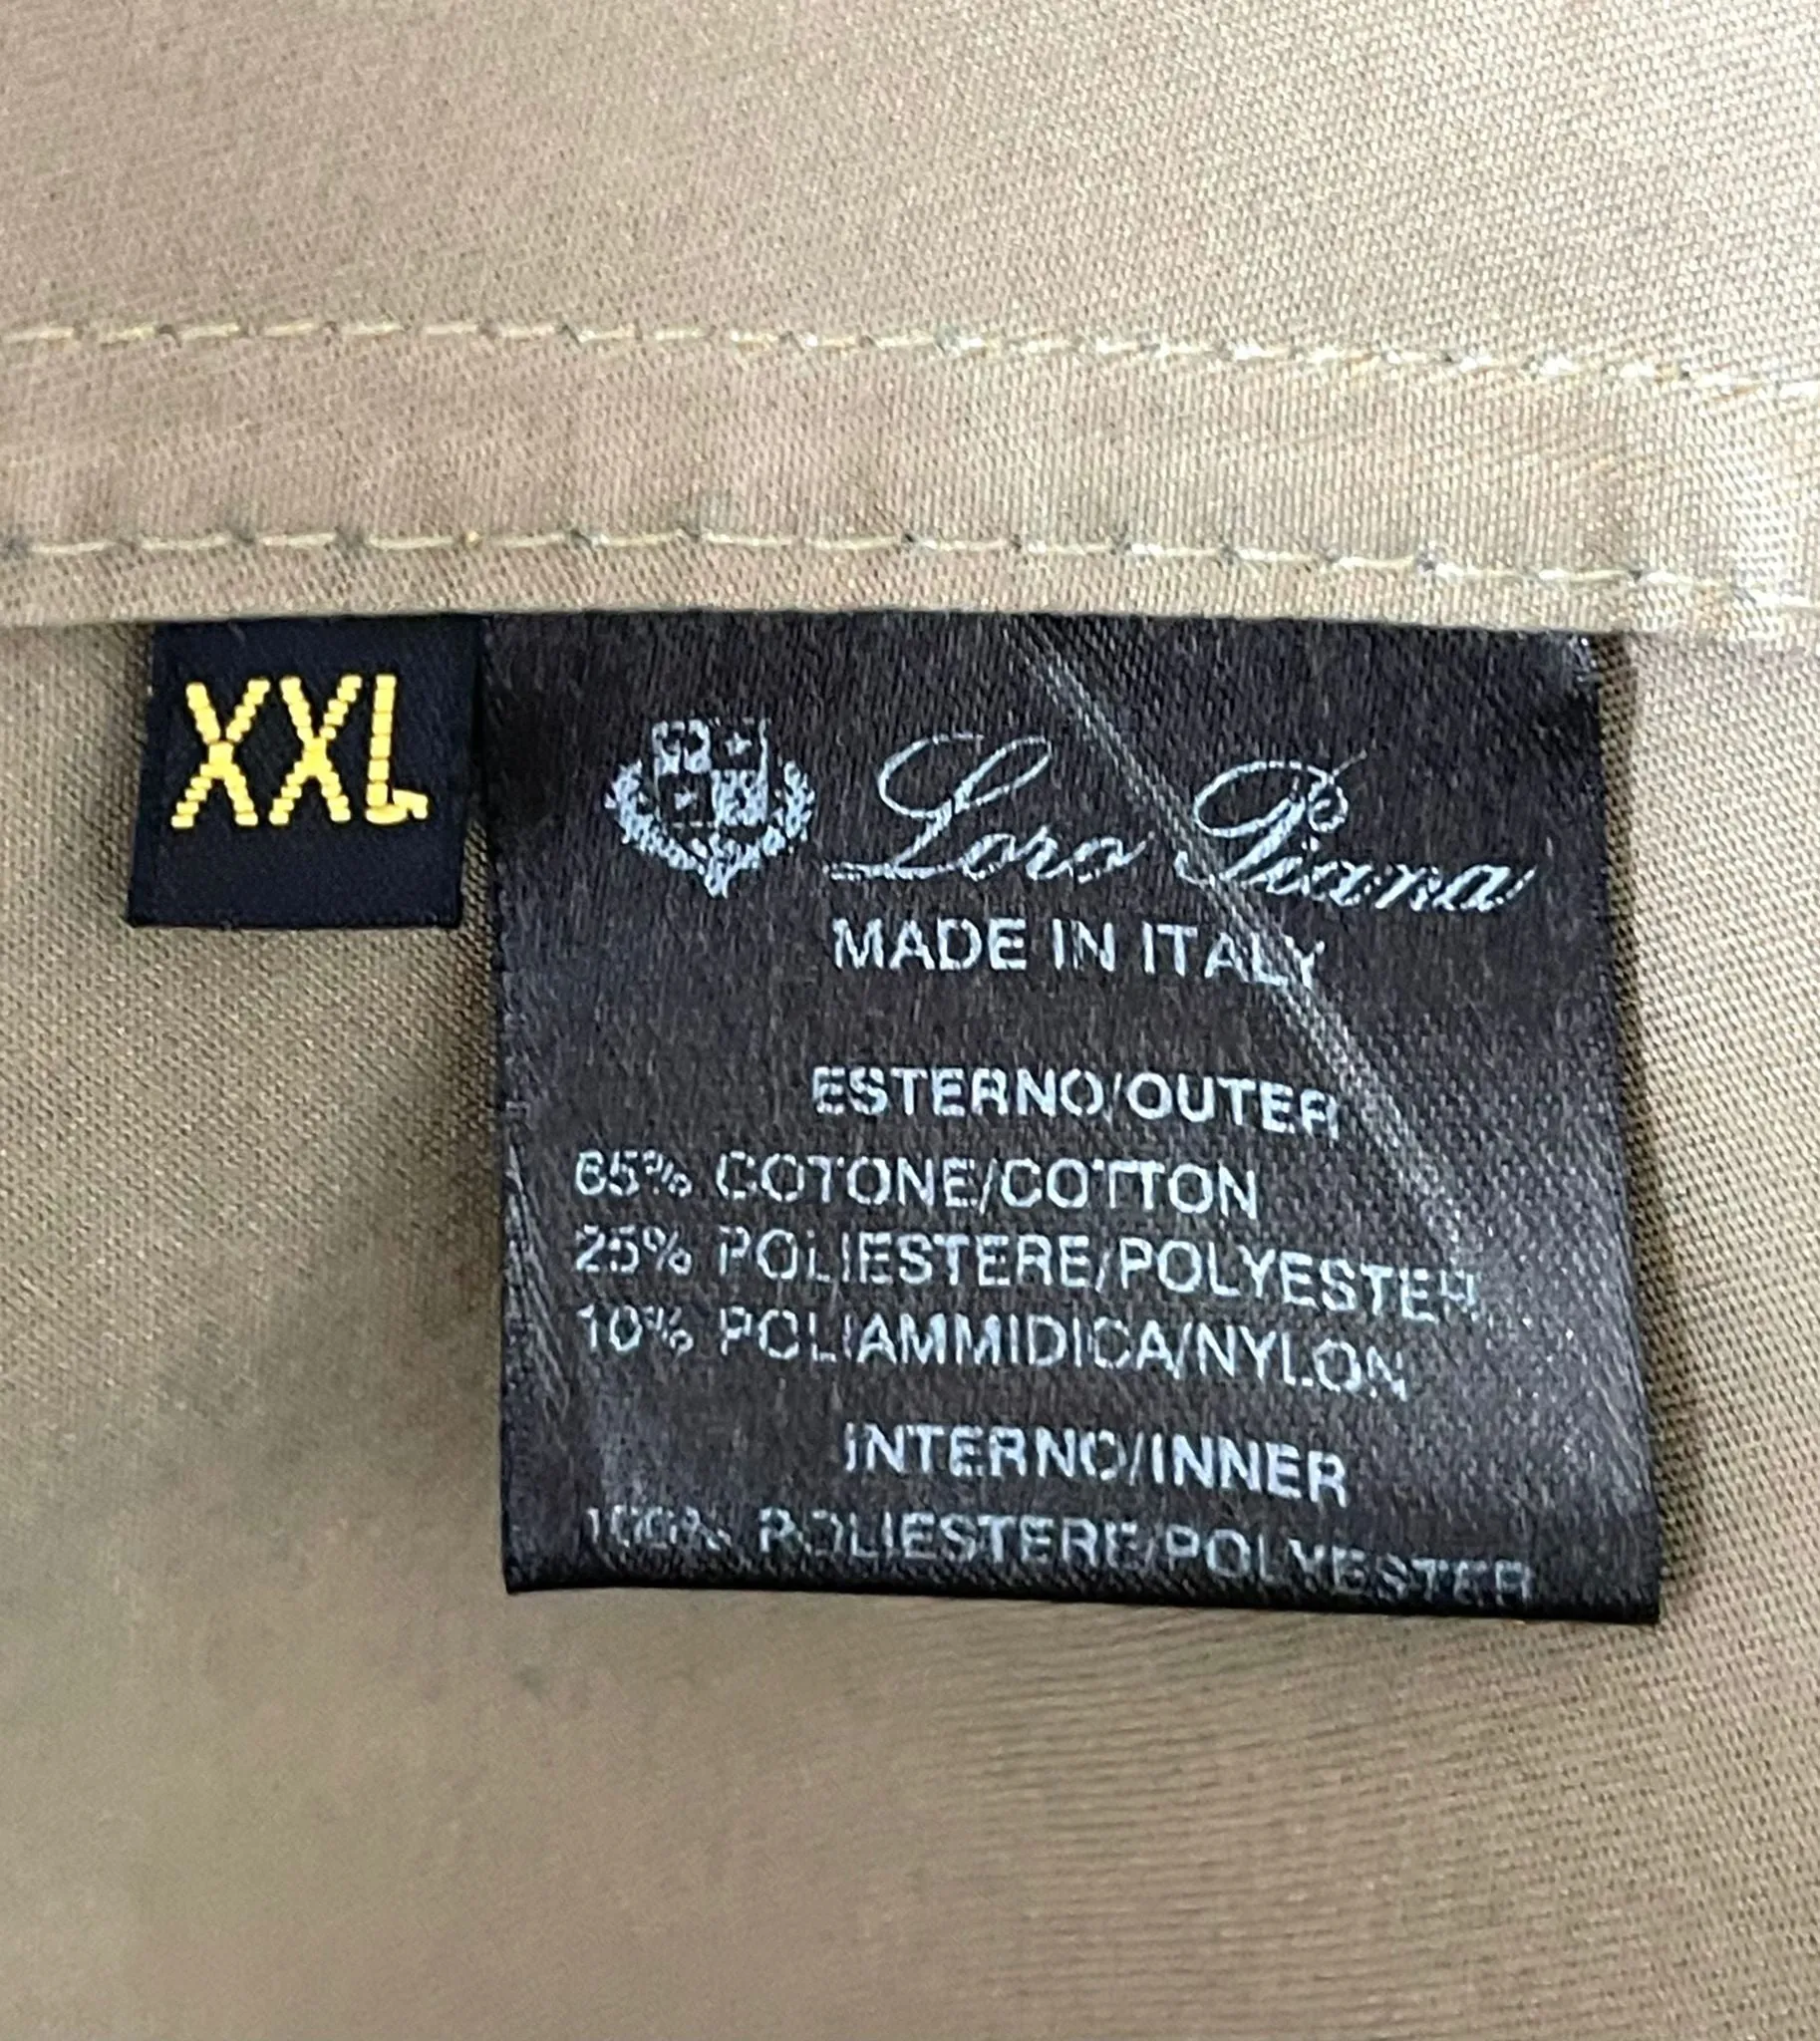 XXL
Loro Piana
MADE IN ITALY
ESTERNO/OUTER
65% COTONE/COTTON
25% POLIESTERE/POLYESTER
10% POLIAMMIDICA/NYLON
INTERNO/INNER
100% POLIESTERE/POLYESTER